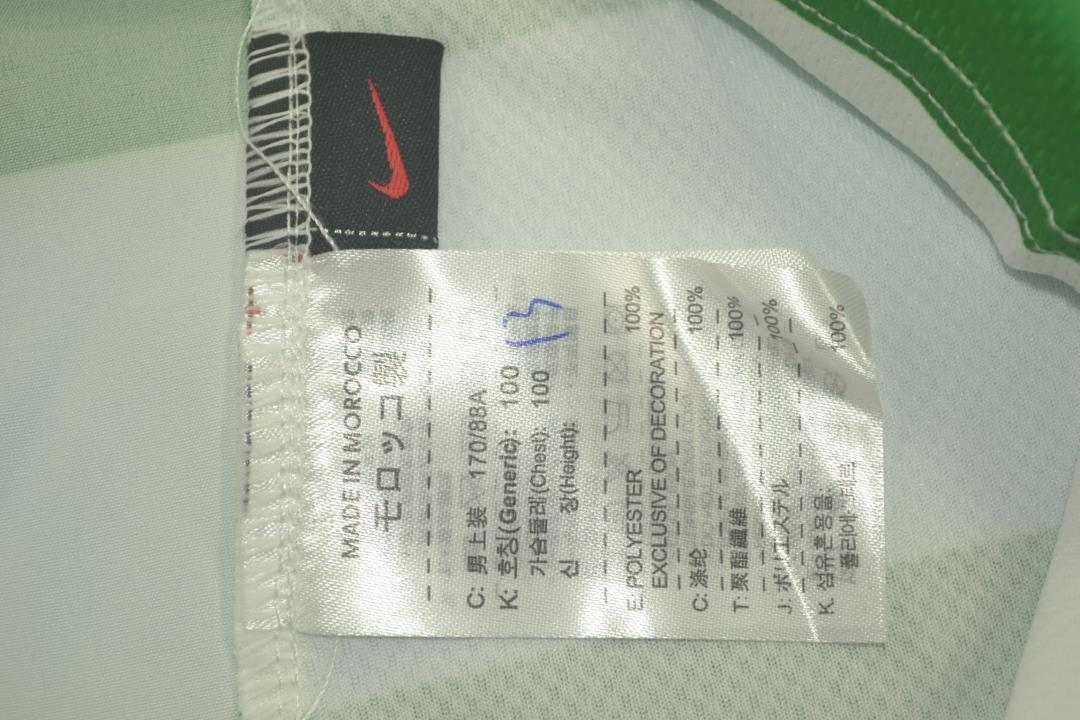 MADE IN MOROCCO
モロッコ製
C: 男上装 170/88A
K: 호칭(Generic): 100
가슴둘레(Chest): 100
신 장(Height):
13
E: POLYESTER 100%
EXCLUSIVE OF DECORATION
C: 涤纶 100%
T: 聚酯纖維 100%
J: ポリエステル 100%
K: 섬유혼용율: 100%